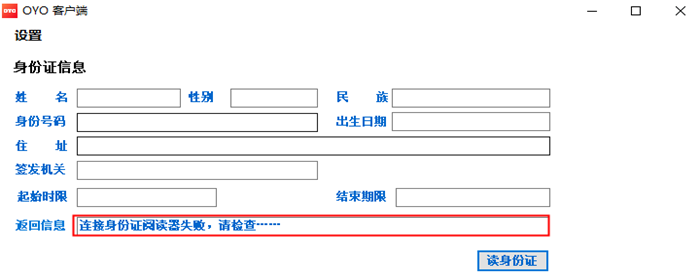 OYO OYO 客户端
设置
身份证信息
姓 名 性别 民 族
身份号码 出生日期
住 址
签发机关
起始时限 结束期限
返回信息 连接身份证阅读器失败，请检查……
读身份证